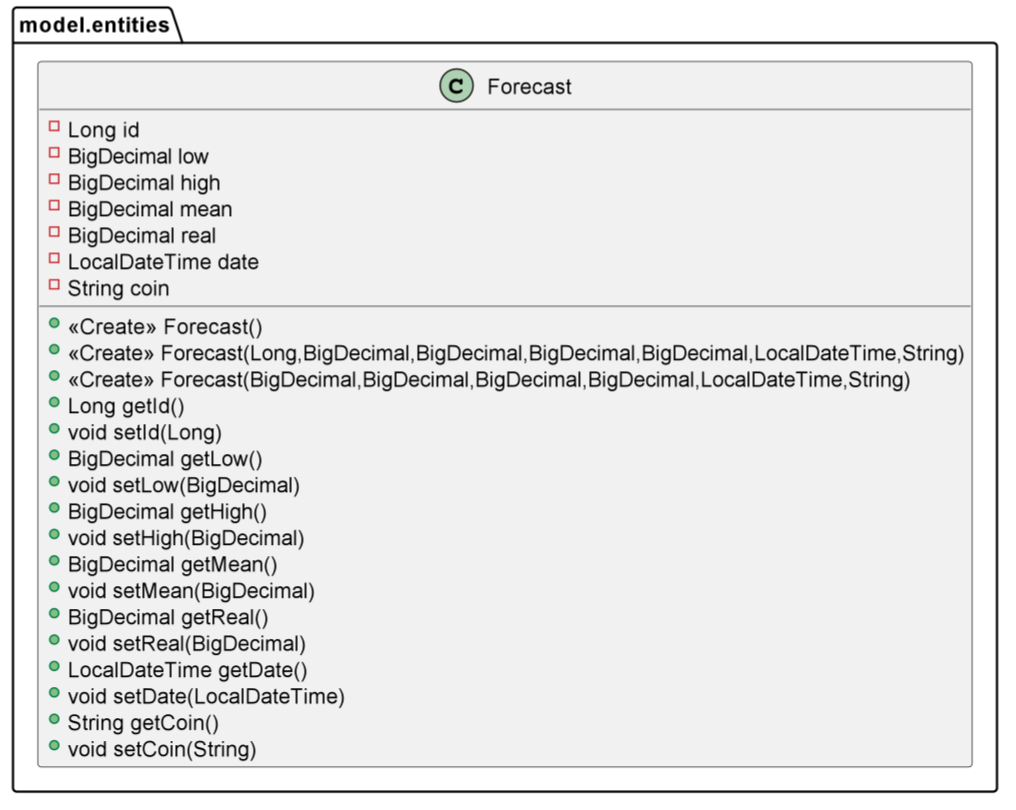 model.entities
C Forecast
Long id
BigDecimal low
BigDecimal high
BigDecimal mean
BigDecimal real
LocalDateTime date
String coin
«Create» Forecast()
«Create» Forecast(Long,BigDecimal,BigDecimal,BigDecimal,BigDecimal,LocalDateTime,String)
«Create» Forecast(BigDecimal,BigDecimal,BigDecimal,BigDecimal,LocalDateTime,String)
Long getId()
void setId(Long)
BigDecimal getLow()
void setLow(BigDecimal)
BigDecimal getHigh()
void setHigh(BigDecimal)
BigDecimal getMean()
void setMean(BigDecimal)
BigDecimal getReal()
void setReal(BigDecimal)
LocalDateTime getDate()
void setDate(LocalDateTime)
String getCoin()
void setCoin(String)